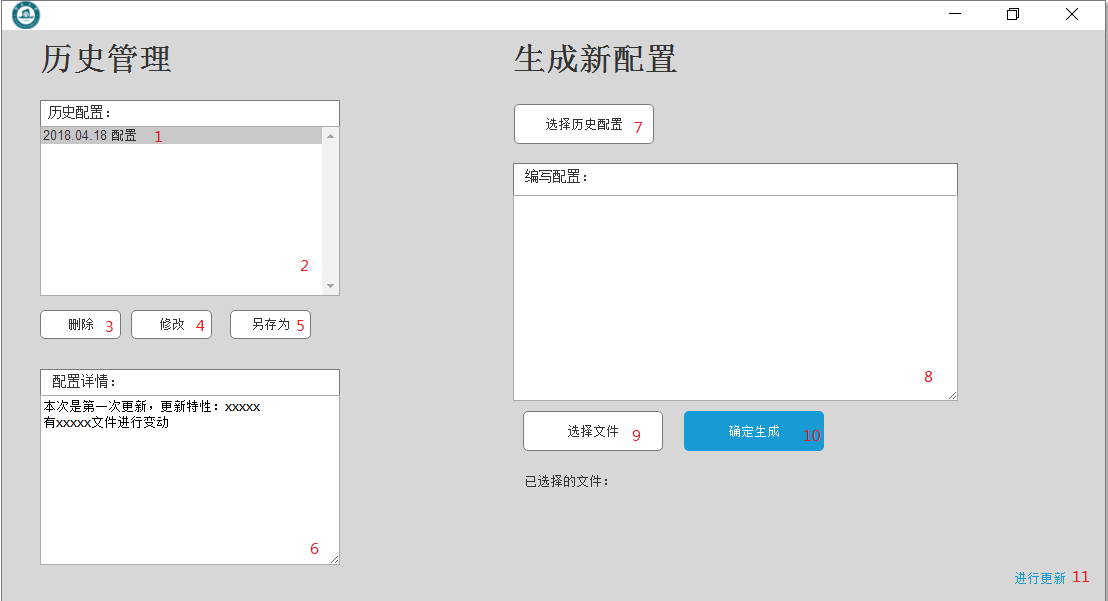 历史管理
历史配置：
2018.04.18 配置 1
2
删除 3
修改 4
另存为 5
配置详情：
本次是第一次更新，更新特性：xxxxx
有xxxxx文件进行变动
6
生成新配置
选择历史配置 7
编写配置：
8
选择文件 9
确定生成 10
已选择的文件：
进行更新 11